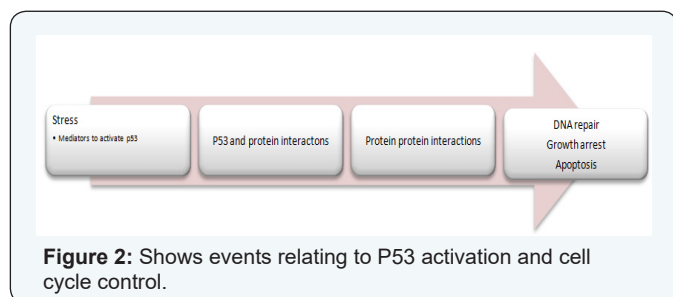 Stress
• Mediators to activate p53
P53 and protein interactons
Protein protein interactions
DNA repair
Growth arrest
Apoptosis
Figure 2: Shows events relating to P53 activation and cell
cycle control.